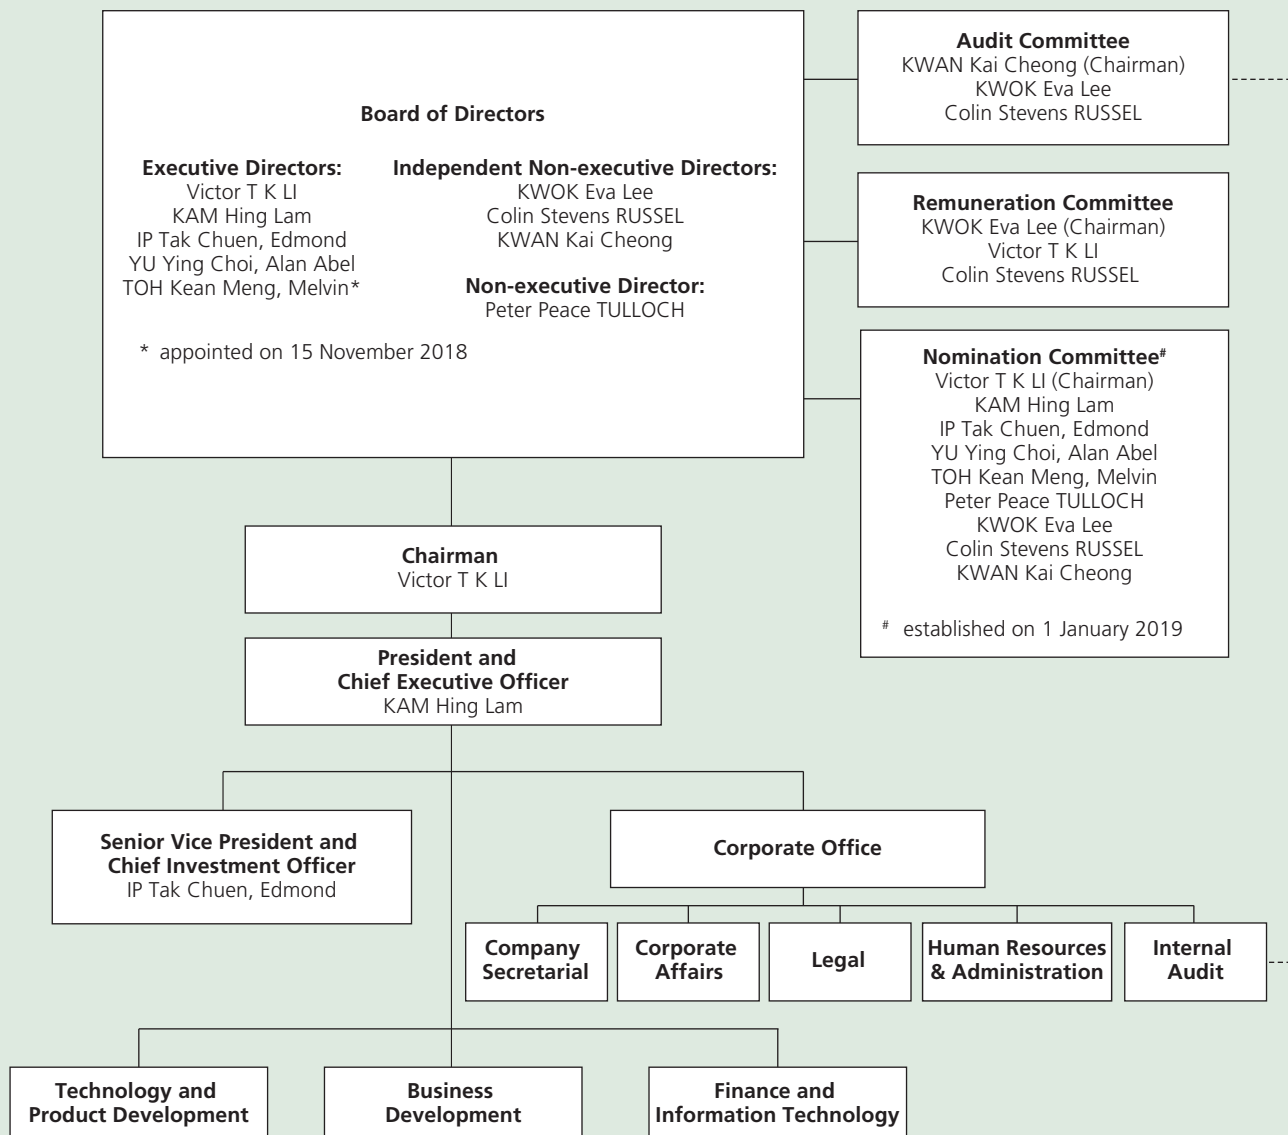 Board of Directors
Executive Directors:
Victor T K LI
KAM Hing Lam
IP Tak Chuen, Edmond
YU Ying Choi, Alan Abel
TOH Kean Meng, Melvin*
Independent Non-executive Directors:
KWOK Eva Lee
Colin Stevens RUSSEL
KWAN Kai Cheong
Non-executive Director:
Peter Peace TULLOCH
* appointed on 15 November 2018
Audit Committee
KWAN Kai Cheong (Chairman)
KWOK Eva Lee
Colin Stevens RUSSEL
Remuneration Committee
KWOK Eva Lee (Chairman)
Victor T K LI
Colin Stevens RUSSEL
Nomination Committee#
Victor T K LI (Chairman)
KAM Hing Lam
IP Tak Chuen, Edmond
YU Ying Choi, Alan Abel
TOH Kean Meng, Melvin
Peter Peace TULLOCH
KWOK Eva Lee
Colin Stevens RUSSEL
KWAN Kai Cheong
# established on 1 January 2019
Chairman
Victor T K LI
President and
Chief Executive Officer
KAM Hing Lam
Senior Vice President and
Chief Investment Officer
IP Tak Chuen, Edmond
Corporate Office
Company
Secretarial
Corporate
Affairs
Legal
Human Resources
& Administration
Internal
Audit
Technology and
Product Development
Business
Development
Finance and
Information Technology